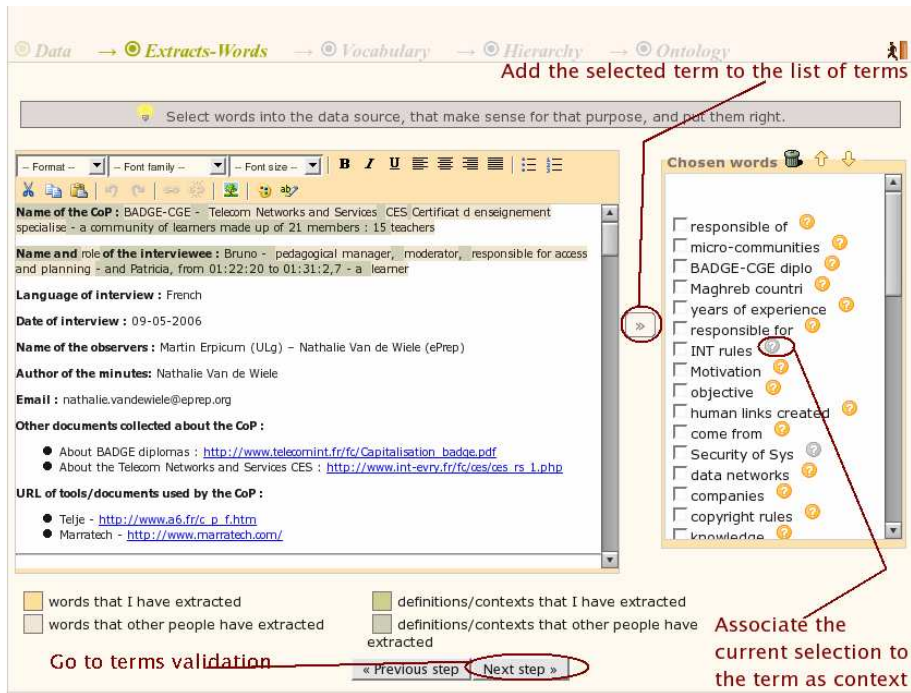 Data → Extracts-Words → Vocabulary → Hierarchy → Ontology
Add the selected term to the list of terms
Select words into the data source, that make sense for that purpose, and put them right.
-- Format -- -- Font family -- -- Font size -- B I U
Name of the CoP : BADGE-CGE - Telecom Networks and Services CES Certificat d enseignement
specialise - a community of learners made up of 21 members : 15 teachers
Name and role of the interviewee : Bruno - pedagogical manager, moderator, responsible for access
and planning - and Patricia, from 01:22:20 to 01:31:2,7 - a learner
Language of interview : French
Date of interview : 09-05-2006
Name of the observers : Martin Erpicum (ULg) – Nathalie Van de Wiele (ePrep)
Author of the minutes: Nathalie Van de Wiele
Email : nathalie.vandewiele@eprep.org
Other documents collected about the CoP :
About BADGE diplomas : http://www.telecomint.fr/fc/Capitalisation_badge.pdf
About the Telecom Networks and Services CES : http://www.int-evry.fr/fc/ces/ces_rs_1.php
URL of tools/documents used by the CoP :
Telje - http://www.a6.fr/c_p_f.htm
Marratech - http://www.marratech.com/
»
Chosen words
responsible of
micro-communities
BADGE-CGE diplo
Maghreb countri
years of experience
responsible for
INT rules
Motivation
objective
human links created
come from
Security of Sys
data networks
companies
copyright rules
knowledge
words that I have extracted
words that other people have extracted
definitions/contexts that I have extracted
definitions/contexts that other people have
extracted
Associate the
current selection to
the term as context
Go to terms validation
« Previous step Next step »